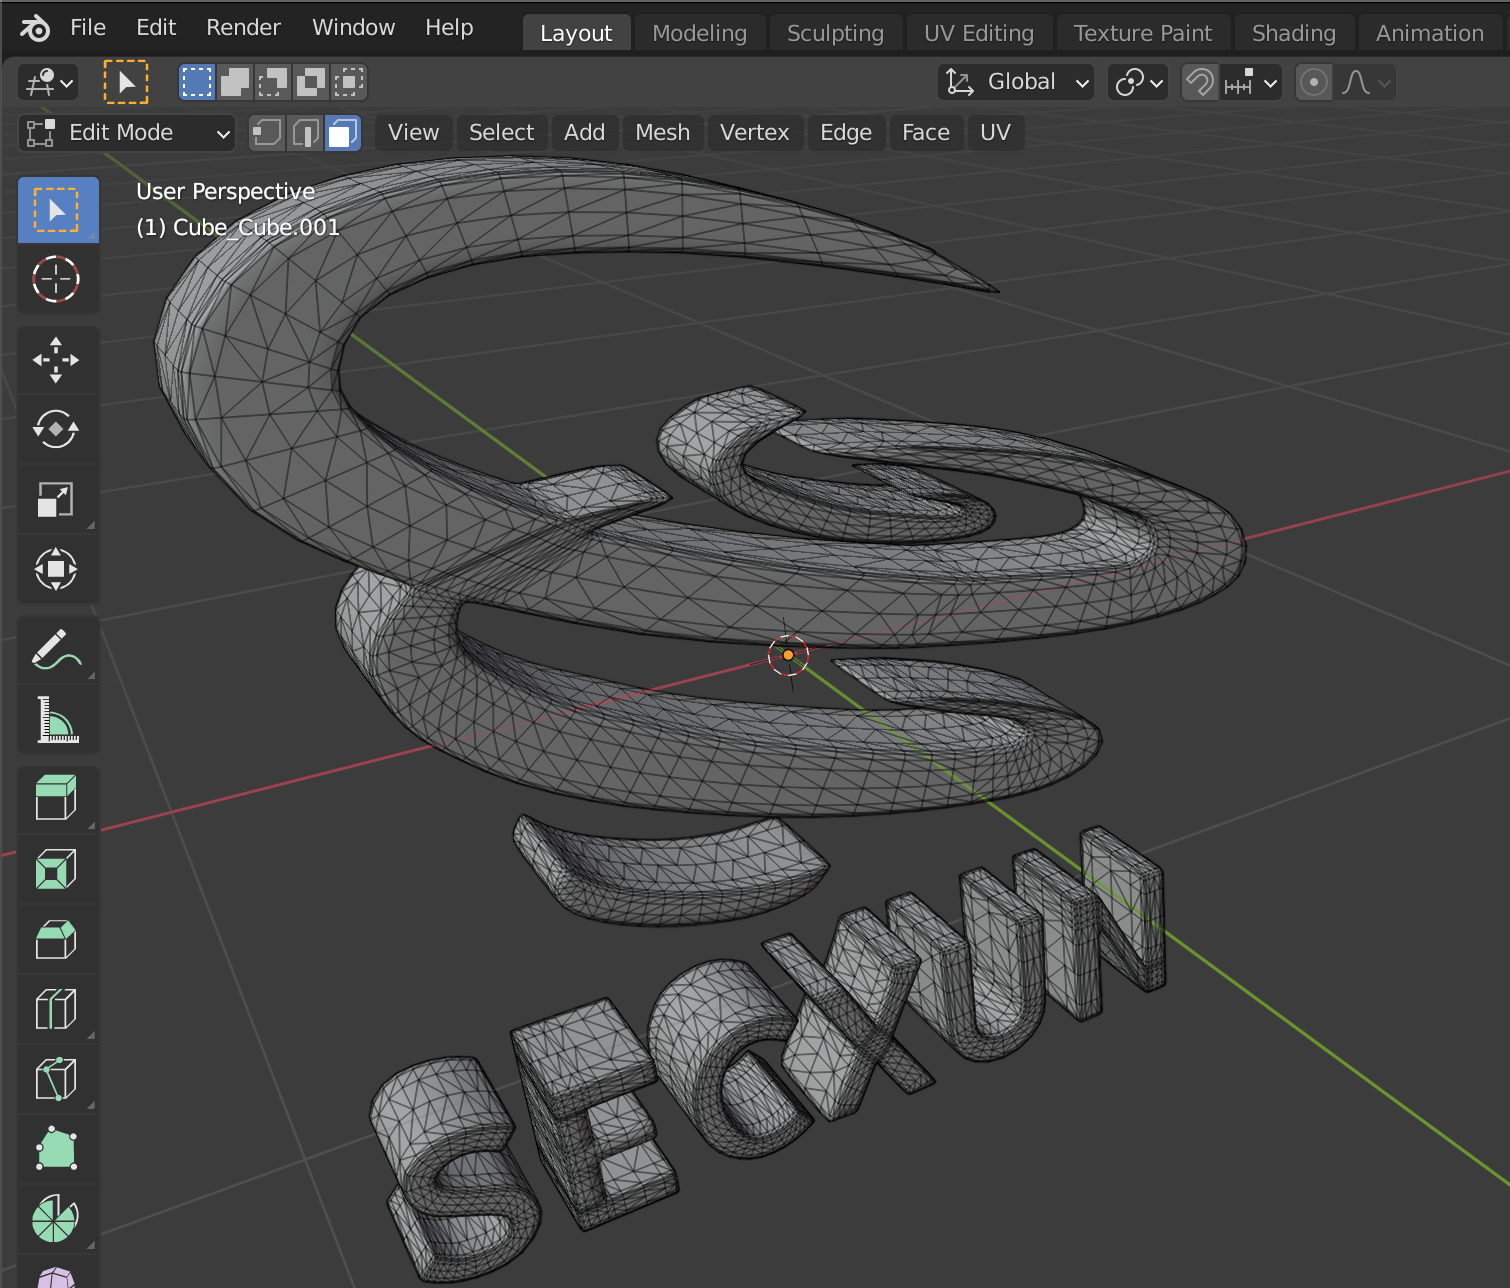 File Edit Render Window Help Layout Modeling Sculpting UV Editing Texture Paint Shading Animation
Global
Edit Mode View Select Add Mesh Vertex Edge Face UV
User Perspective
(1) Cube_Cube.001
SECXUN